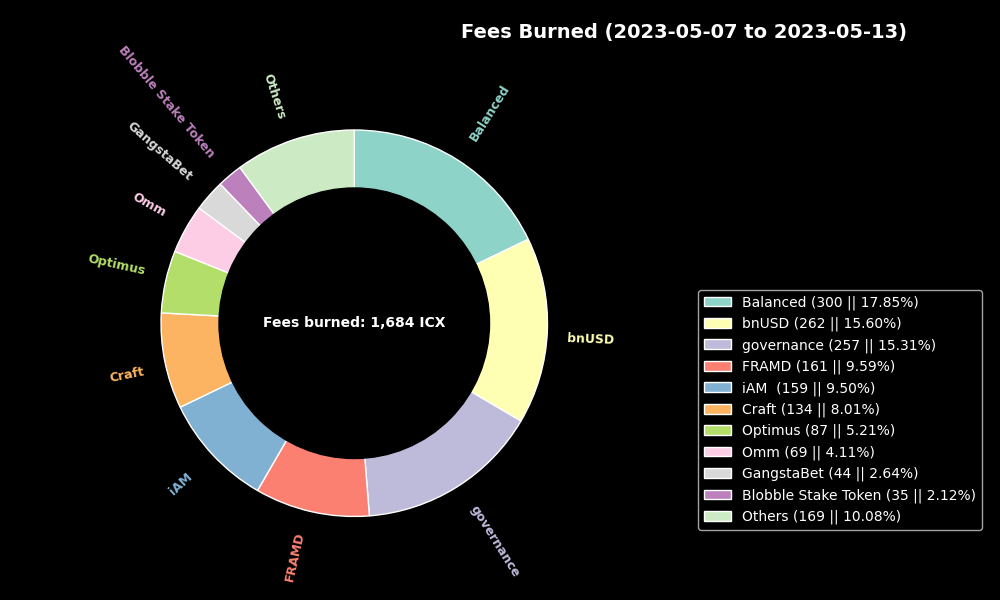 Fees Burned (2023-05-07 to 2023-05-13)
Blobble Stake Token
Others
Balanced
GangstaBet
Omm
Optimus
Fees burned: 1,684 ICX
bnUSD
Craft
iAM
FRAMD
governance
Balanced (300 || 17.85%)
bnUSD (262 || 15.60%)
governance (257 || 15.31%)
FRAMD (161 || 9.59%)
iAM  (159 || 9.50%)
Craft (134 || 8.01%)
Optimus (87 || 5.21%)
Omm (69 || 4.11%)
GangstaBet (44 || 2.64%)
Blobble Stake Token (35 || 2.12%)
Others (169 || 10.08%)